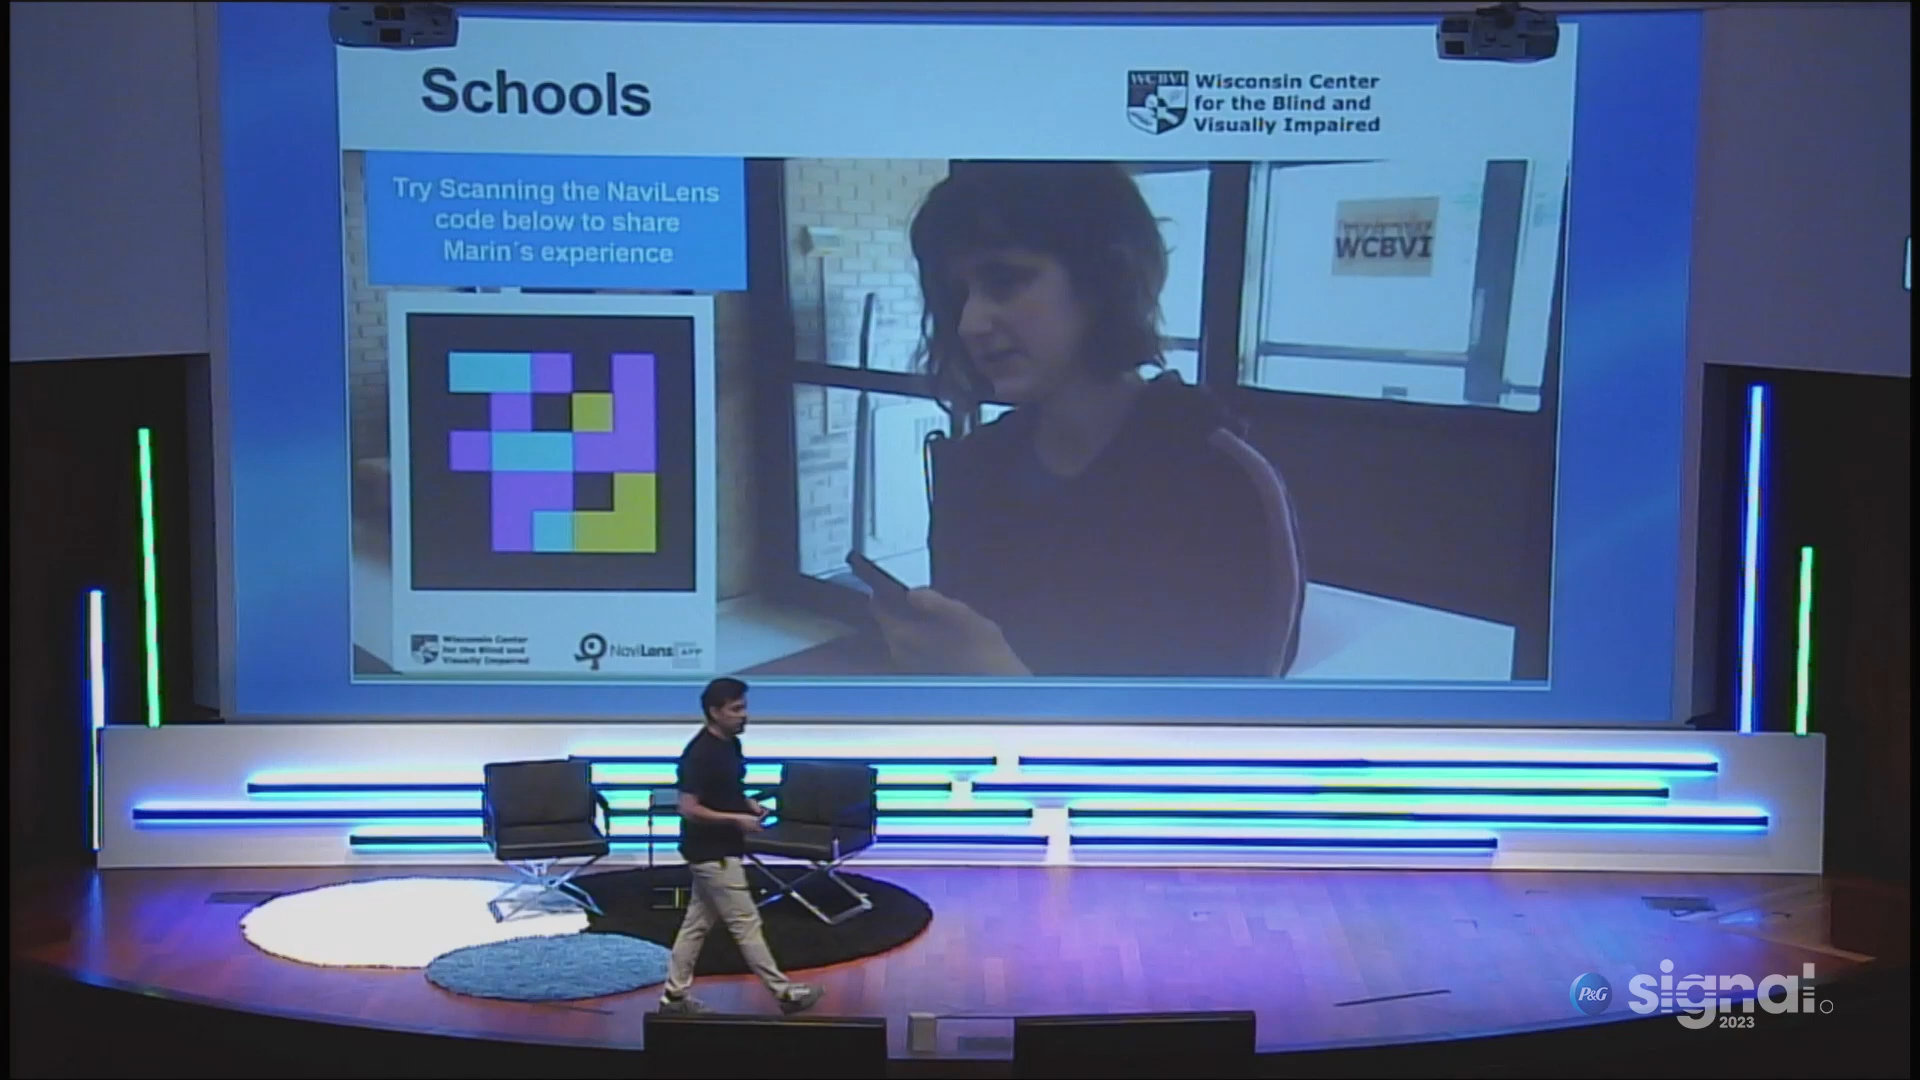 Schools
WCBVI
Wisconsin Center
for the Blind and
Visually Impaired
Try Scanning the NaviLens
code below to share
Marin´s experience
WCBVI
Wisconsin Center
for the Blind and
Visually Impaired
NaviLens APP
P&G
signal
2023